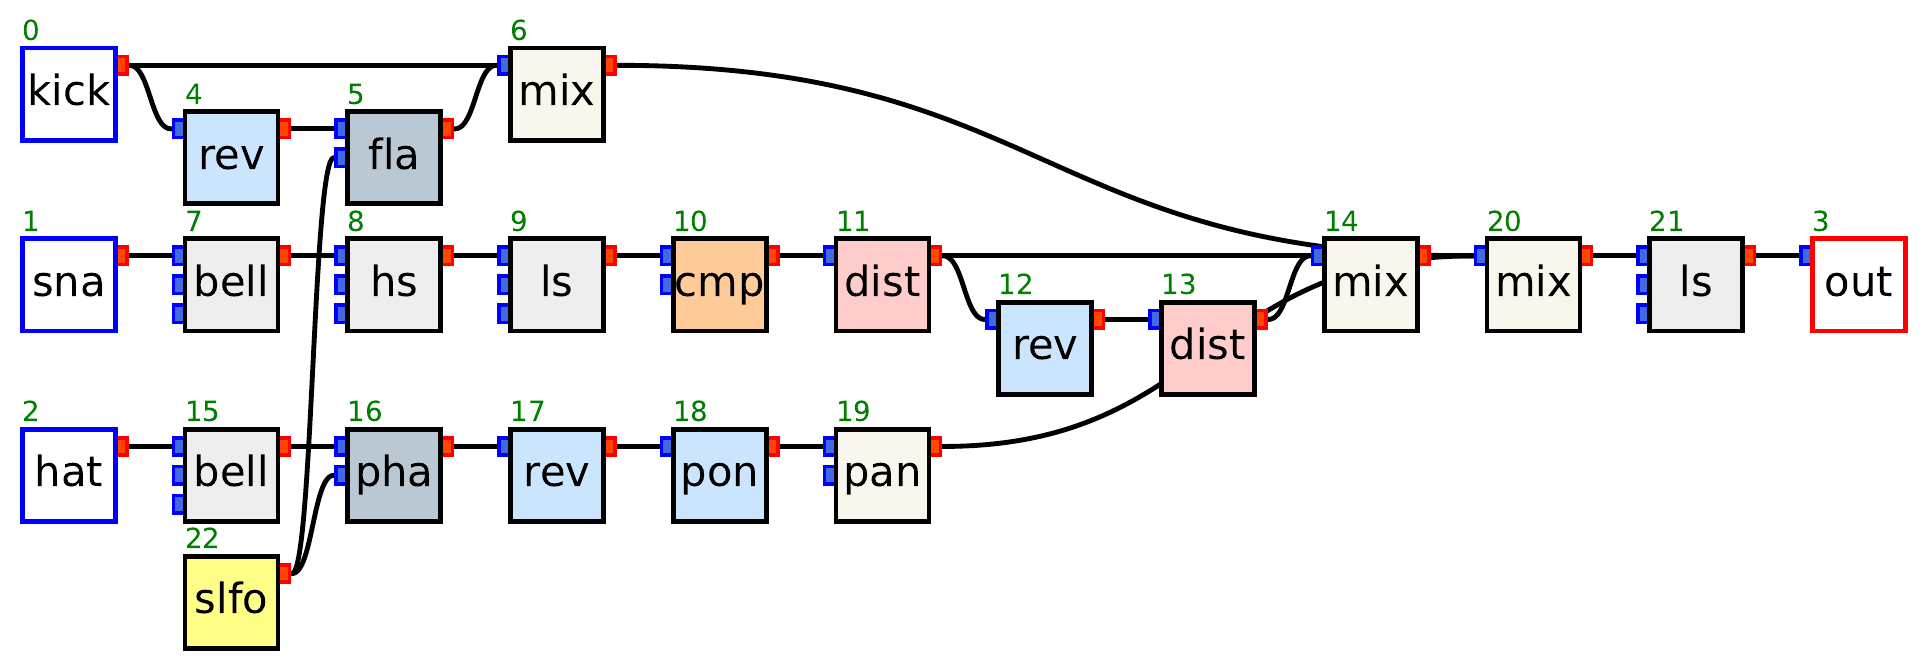 0 6
kick mix
4 5
rev fla
1 7 8 9 10 11 14 20 21 3
sna bell hs ls cmp dist mix mix ls out
12 13
rev dist
2 15 16 17 18 19
hat bell pha rev pon pan
22
slfo